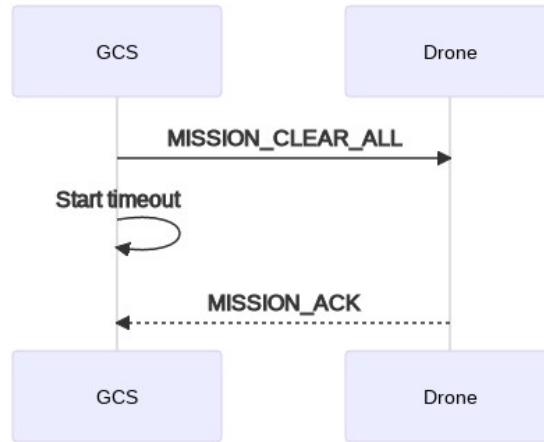 GCS
Drone
MISSION_CLEAR_ALL
Start timeout
MISSION_ACK
GCS
Drone